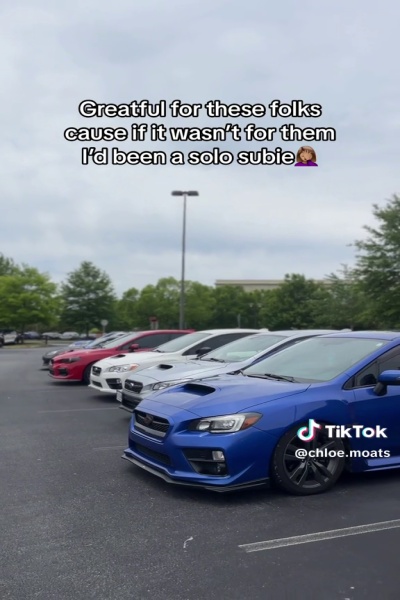 Greatful for these folks
cause if it wasn't for them
I'd been a solo subie🤦🏽‍♀️
TikTok
@chloe.moats